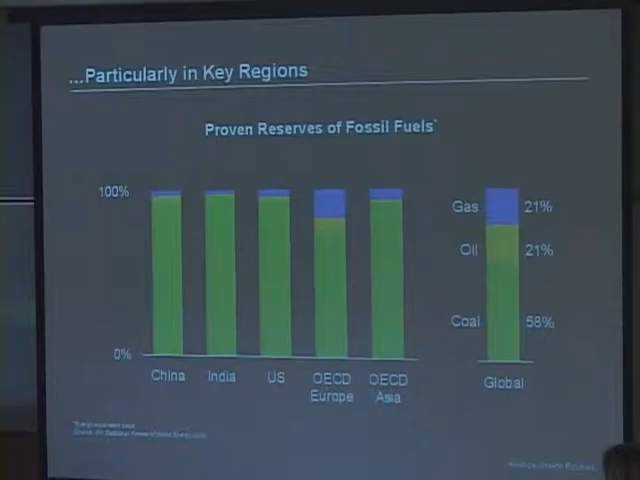 ...Particularly in Key Regions
Proven Reserves of Fossil Fuels*
100%
Gas 21%
Oil 21%
Coal 58%
0%
China India US OECD Europe OECD Asia
Global